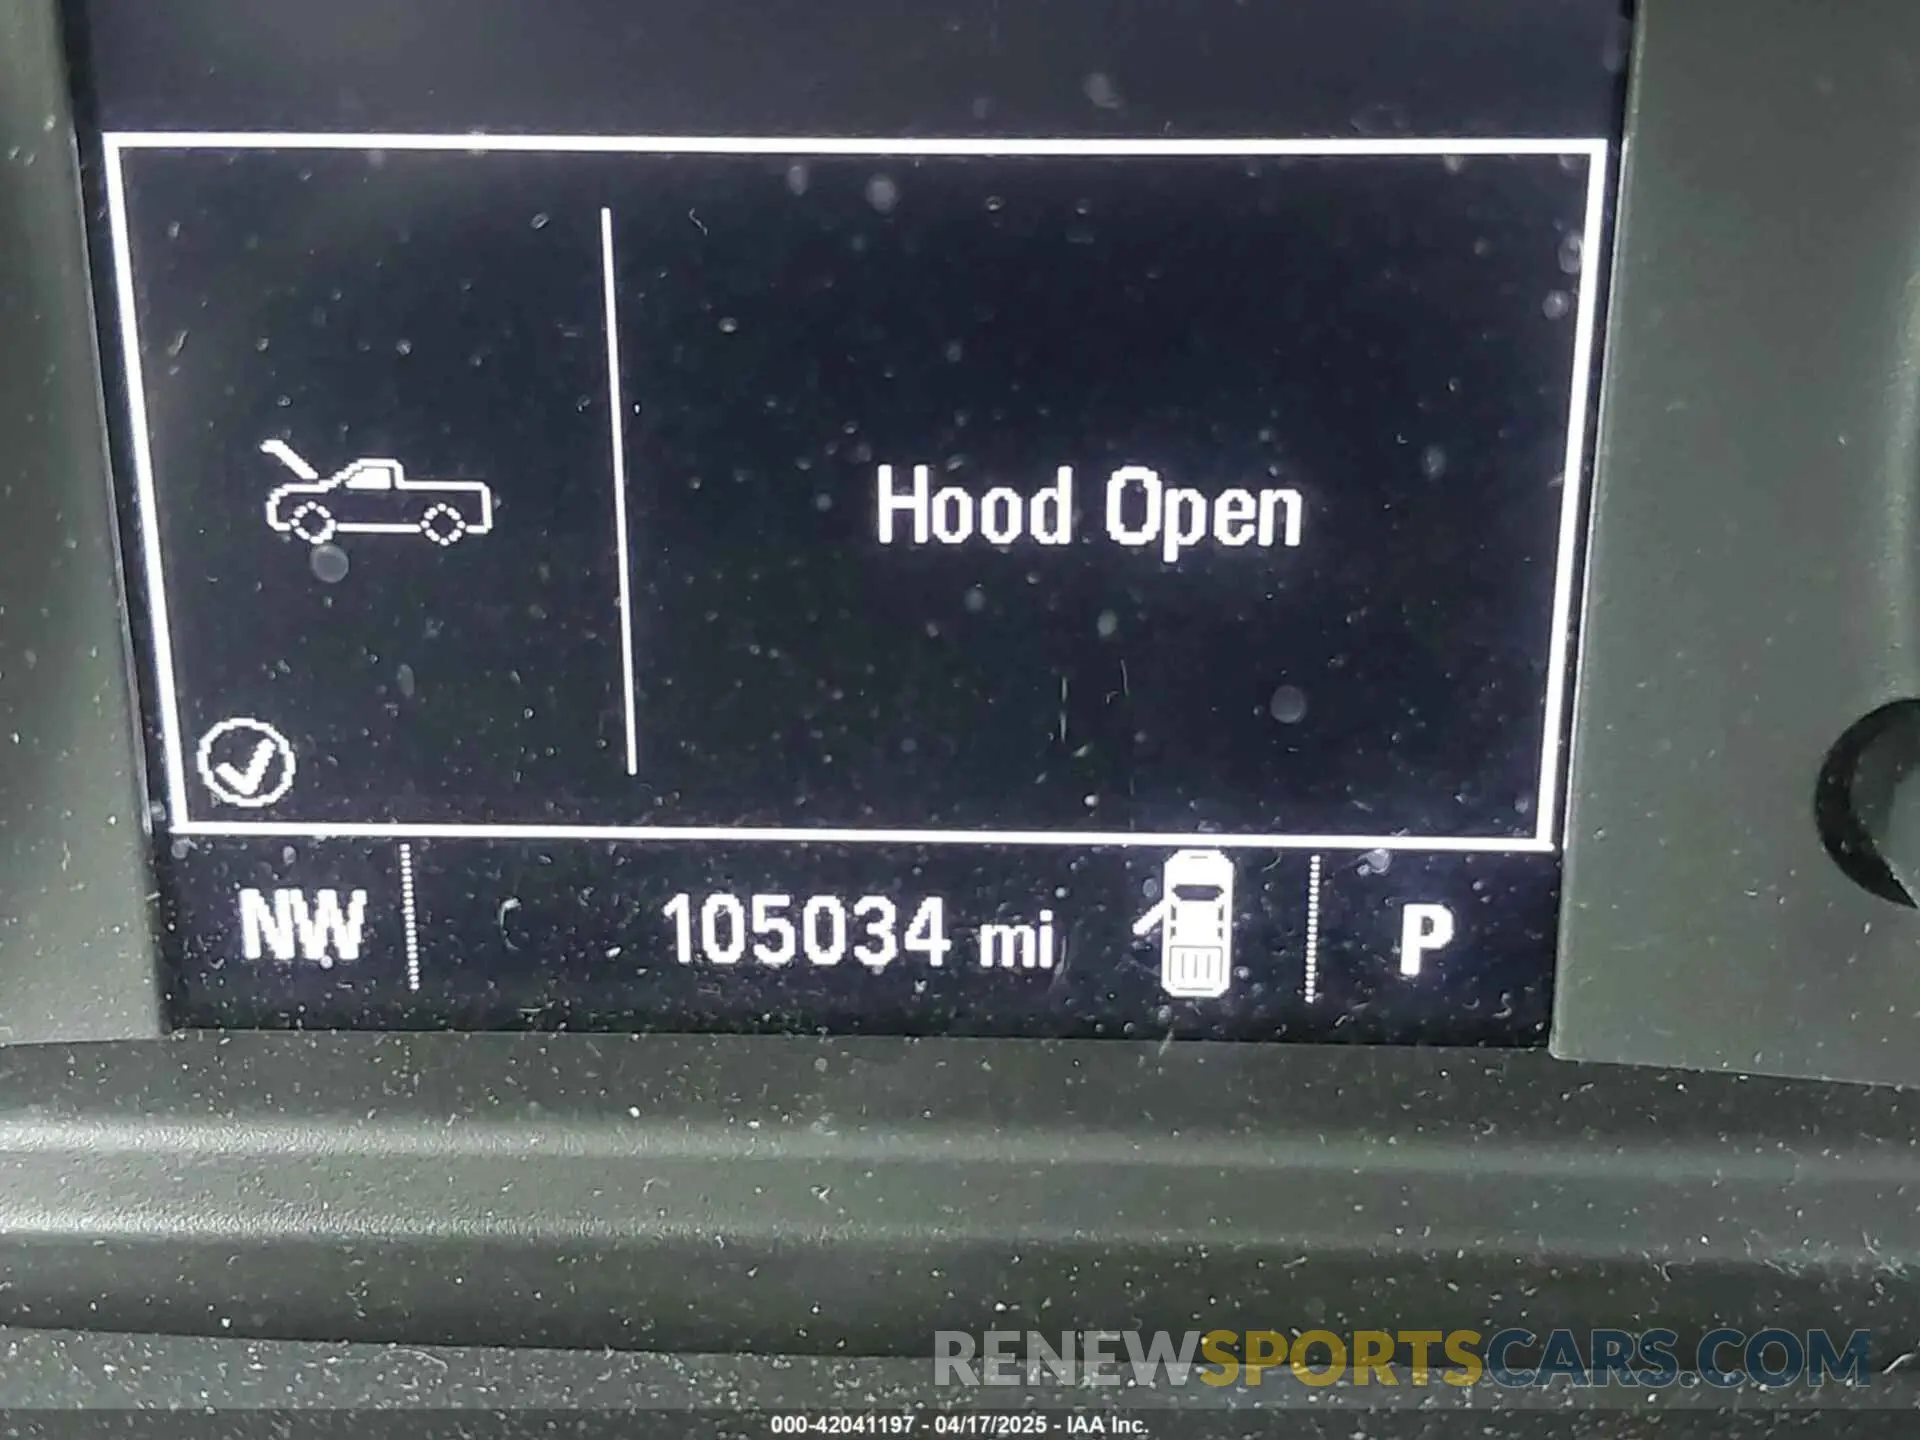 Hood Open
NW 105034 mi P
RENEWSPORTSCARS.COM
000-42041197 - 04/17/2025 - IAA Inc.